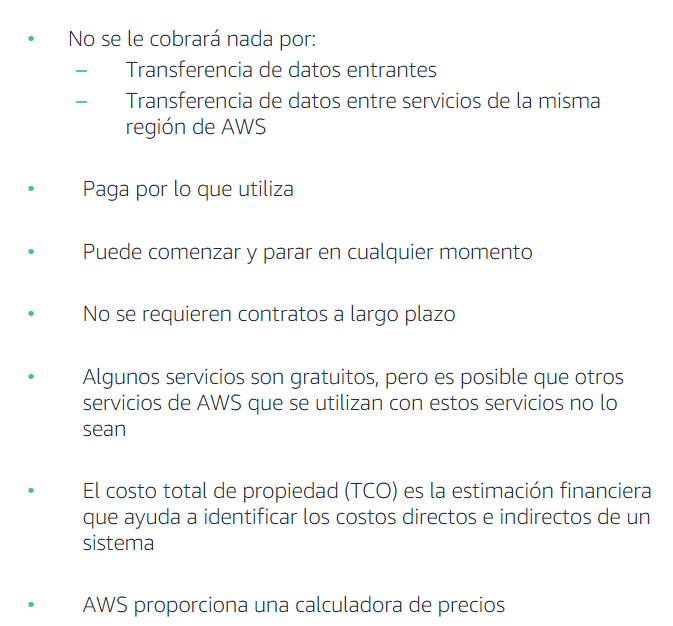 • No se le cobrará nada por:
– Transferencia de datos entrantes
– Transferencia de datos entre servicios de la misma
región de AWS
• Paga por lo que utiliza
• Puede comenzar y parar en cualquier momento
• No se requieren contratos a largo plazo
• Algunos servicios son gratuitos, pero es posible que otros
servicios de AWS que se utilizan con estos servicios no lo
sean
• El costo total de propiedad (TCO) es la estimación financiera
que ayuda a identificar los costos directos e indirectos de un
sistema
• AWS proporciona una calculadora de precios